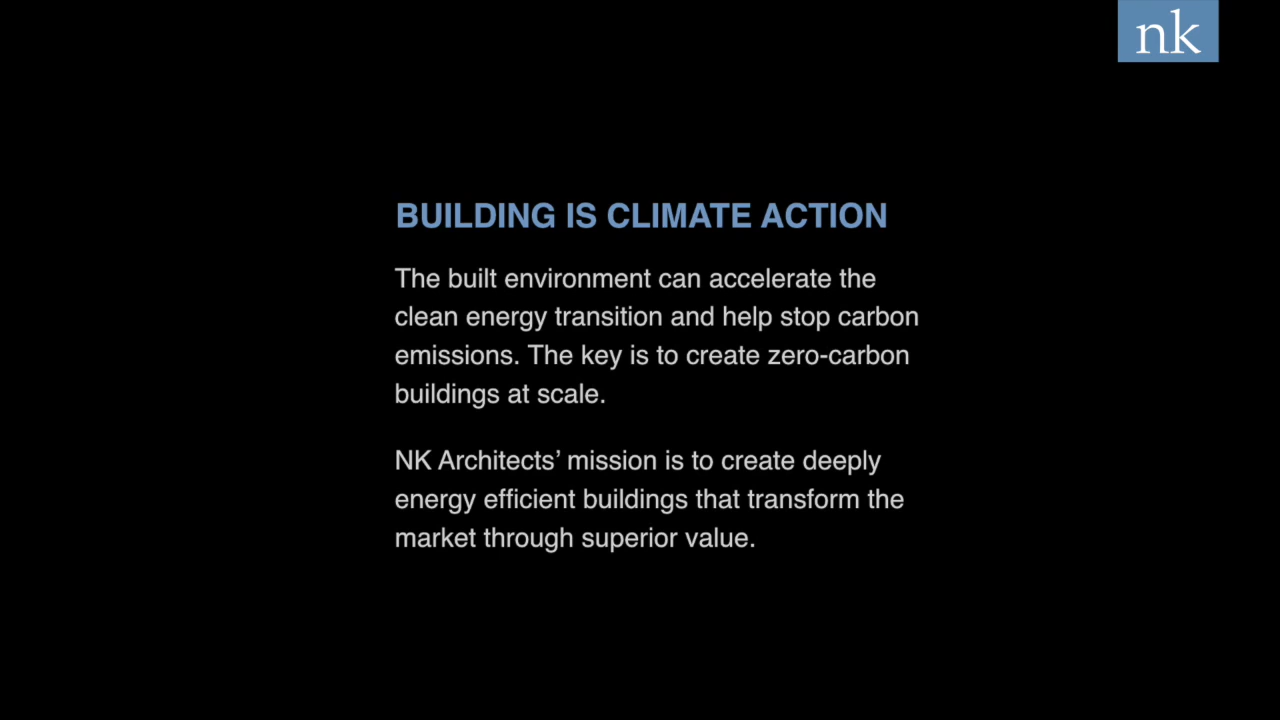 nk
BUILDING IS CLIMATE ACTION
The built environment can accelerate the
clean energy transition and help stop carbon
emissions. The key is to create zero-carbon
buildings at scale.
NK Architects’ mission is to create deeply
energy efficient buildings that transform the
market through superior value.